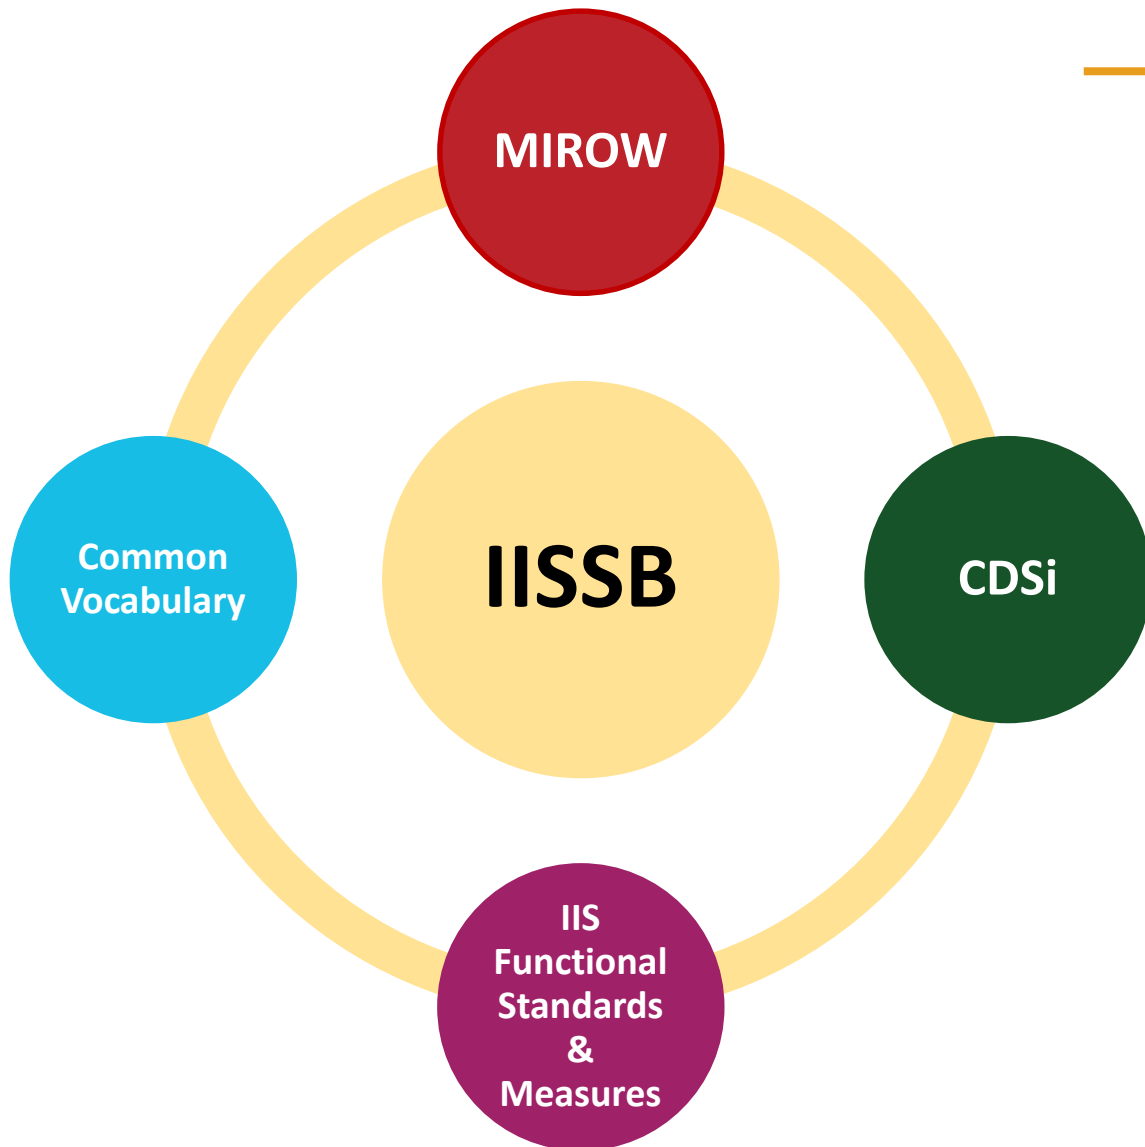 MIROW
Common
Vocabulary
IISSB
CDSi
IIS
Functional
Standards
&
Measures